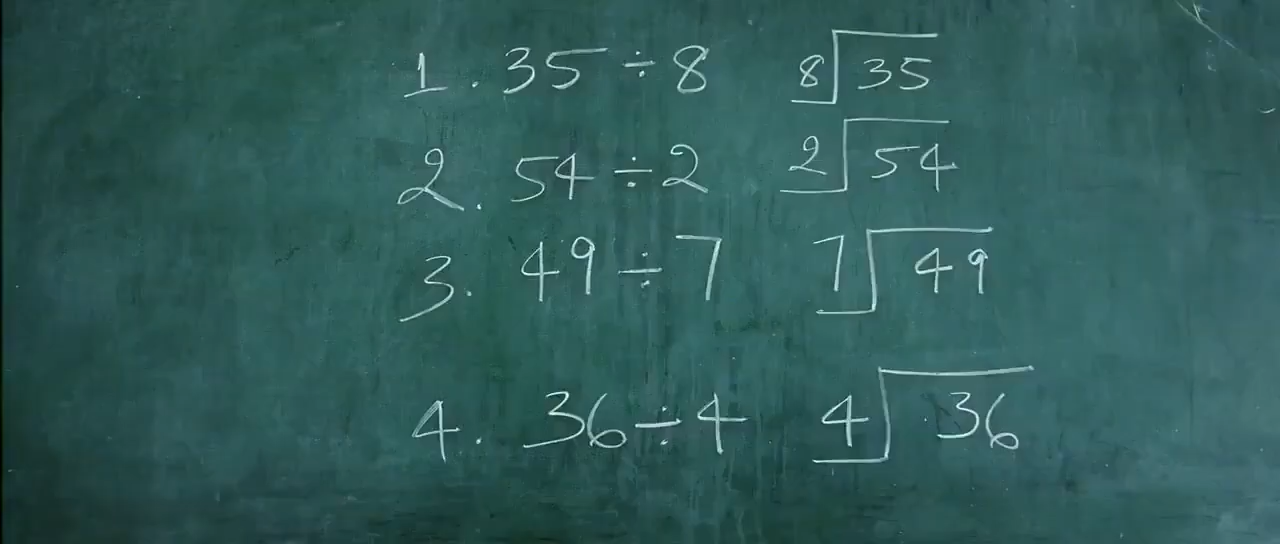 1. 35 ÷ 8 8 35
2. 54 ÷ 2 2 54
3. 49 ÷ 7 7 49
4. 36 ÷ 4 4 36